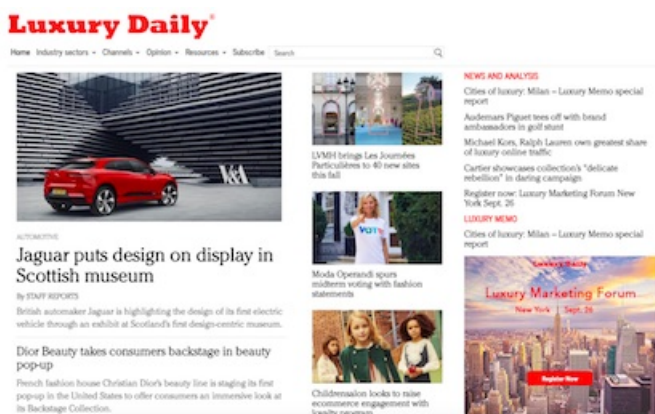 Luxury Daily®
Home Industry sectors Channels Opinion Resources Subscribe Search
V&A
AUTOMOTIVE
Jaguar puts design on display in
Scottish museum
By STAFF REPORTS
British automaker Jaguar is highlighting the design of its first electric
vehicle through an exhibit at Scotland's first design-centric museum.
Dior Beauty takes consumers backstage in beauty
pop-up
French fashion house Christian Dior's beauty line is staging its first
pop-up in the United States to offer consumers an immersive look at
its Backstage Collection.
LVMH brings Les Journées
Particulières to 40 new sites
this fall
VOTE
Moda Operandi spurs
midterm voting with fashion
statements
Childrensalon looks to raise
ecommerce engagement with
loyalty program
NEWS AND ANALYSIS
Cities of luxury: Milan – Luxury Memo special
report
Audemars Piguet tees off with brand
ambassadors in golf stunt
Michael Kors, Ralph Lauren own greatest share
of luxury online traffic
Cartier showcases collection's "delicate
rebellion" in daring campaign
Register now: Luxury Marketing Forum New
York Sept. 26
LUXURY MEMO
Cities of luxury: Milan – Luxury Memo special
report
Luxury Daily
Luxury Marketing Forum
New York | Sept. 26
Register Now